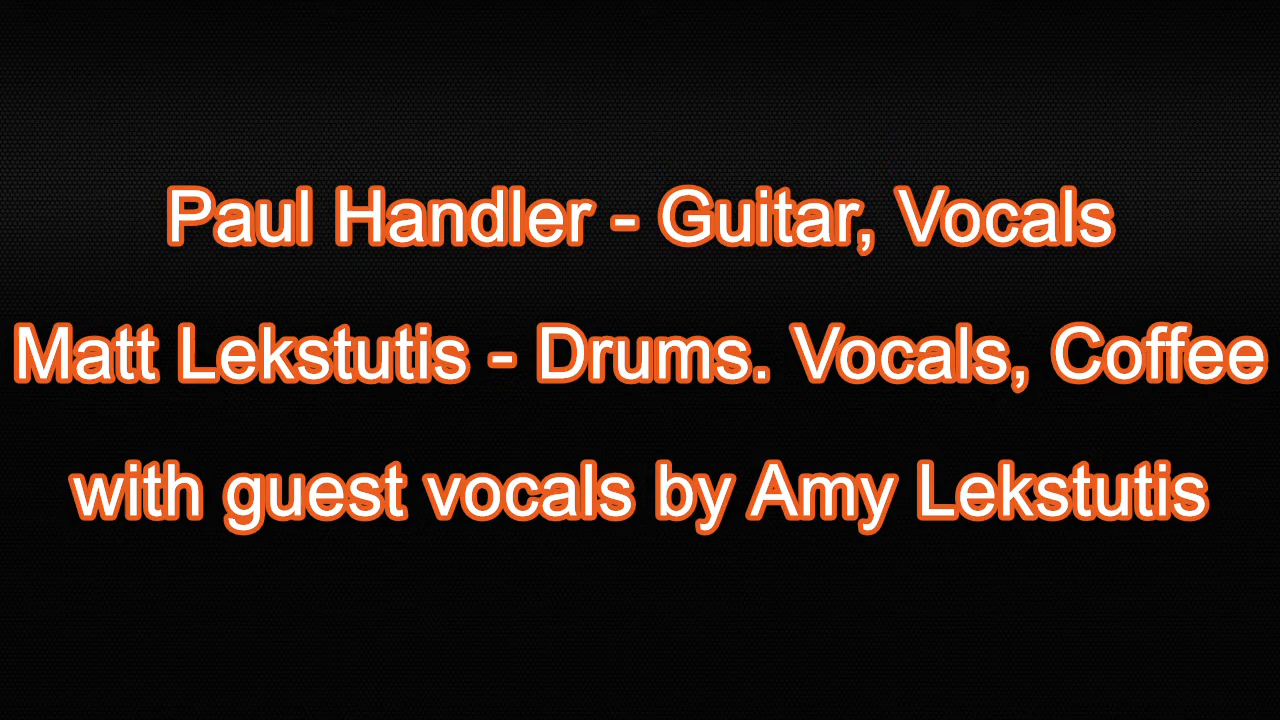 Paul Handler - Guitar, Vocals
Matt Lekstutis - Drums. Vocals, Coffee
with guest vocals by Amy Lekstutis